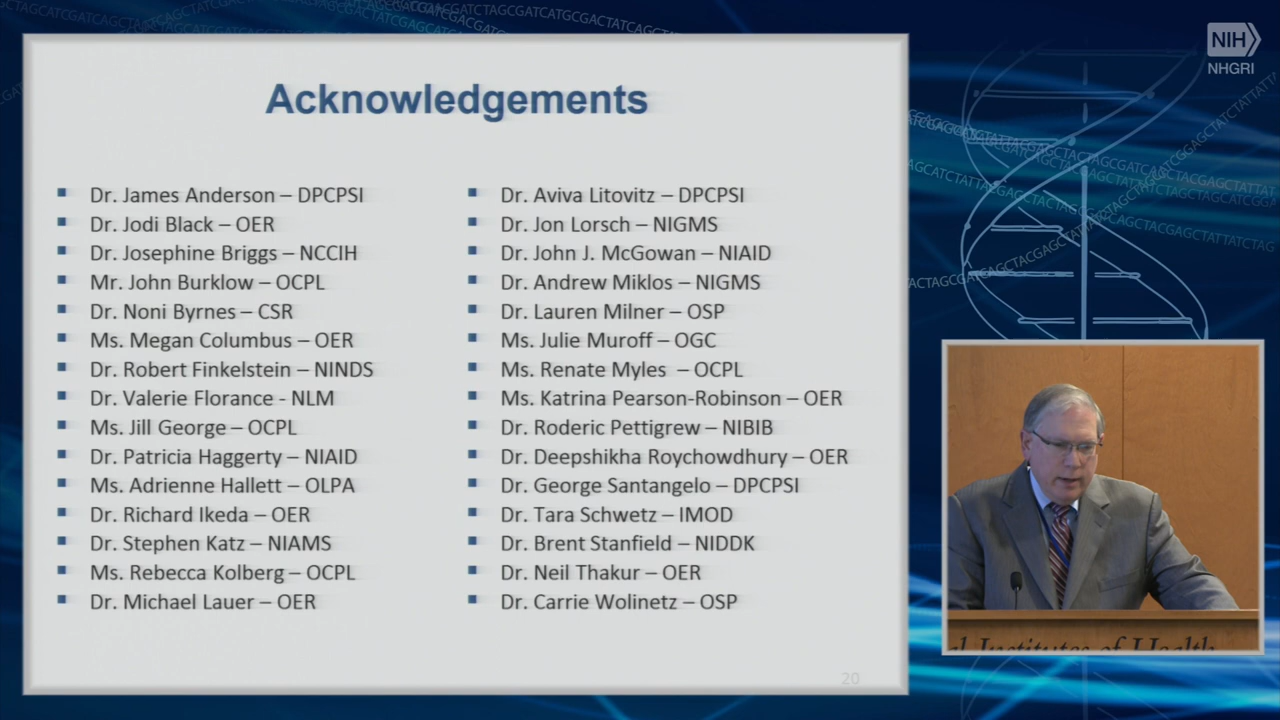 NIH
NHGRI
Acknowledgements
Dr. James Anderson – DPCPSI
Dr. Jodi Black – OER
Dr. Josephine Briggs – NCCIH
Mr. John Burklow – OCPL
Dr. Noni Byrnes – CSR
Ms. Megan Columbus – OER
Dr. Robert Finkelstein – NINDS
Dr. Valerie Florance - NLM
Ms. Jill George – OCPL
Dr. Patricia Haggerty – NIAID
Ms. Adrienne Hallett – OLPA
Dr. Richard Ikeda – OER
Dr. Stephen Katz – NIAMS
Ms. Rebecca Kolberg – OCPL
Dr. Michael Lauer – OER
Dr. Aviva Litovitz – DPCPSI
Dr. Jon Lorsch – NIGMS
Dr. John J. McGowan – NIAID
Dr. Andrew Miklos – NIGMS
Dr. Lauren Milner – OSP
Ms. Julie Muroff – OGC
Ms. Renate Myles – OCPL
Ms. Katrina Pearson-Robinson – OER
Dr. Roderic Pettigrew – NIBIB
Dr. Deepshikha Roychowdhury – OER
Dr. George Santangelo – DPCPSI
Dr. Tara Schwetz – IMOD
Dr. Brent Stanfield – NIDDK
Dr. Neil Thakur – OER
Dr. Carrie Wolinetz – OSP
20
al Institutes of Health